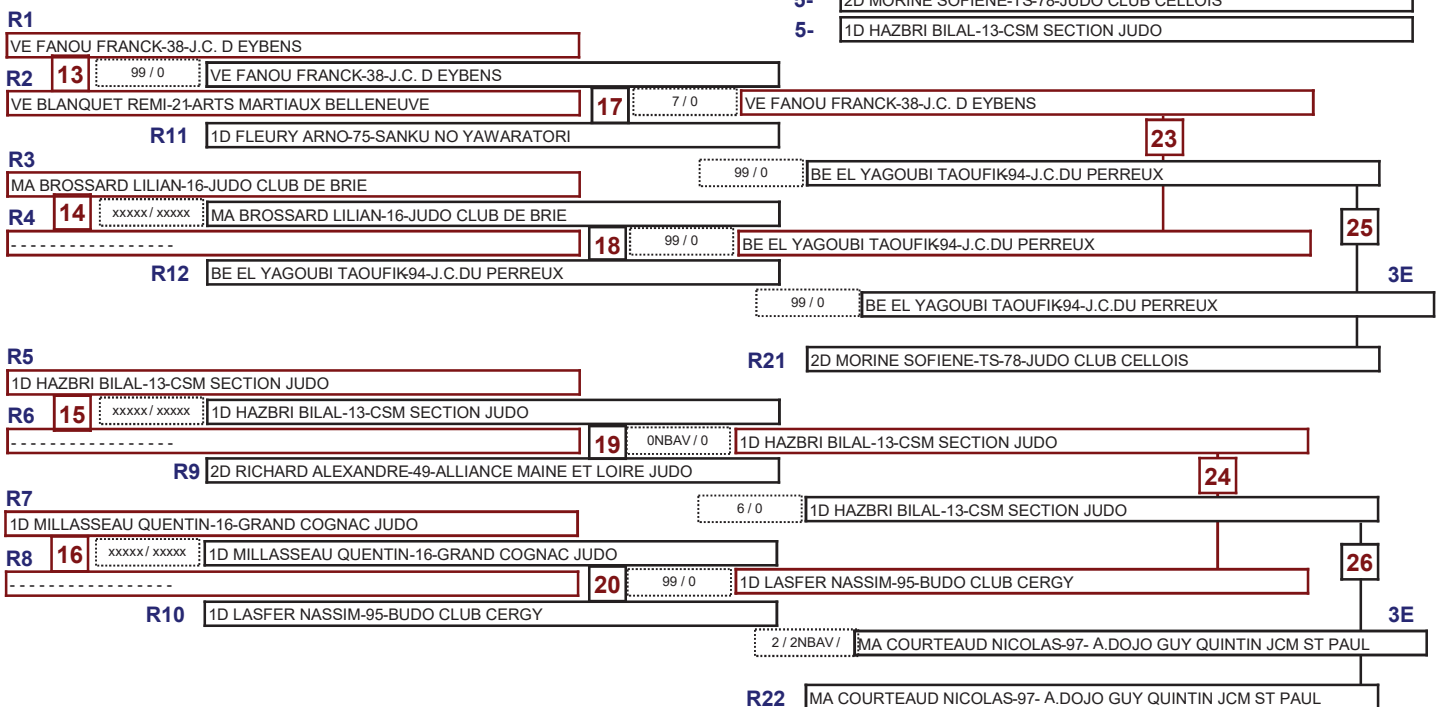 5- 2D MORINE SOFIENE-TS-78-JUDO CLUB CELLOIS
5- 1D HAZBRI BILAL-13-CSM SECTION JUDO
R1
VE FANOU FRANCK-38-J.C. D EYBENS
R2 13 99 / 0 VE FANOU FRANCK-38-J.C. D EYBENS
VE BLANQUET REMI-21-ARTS MARTIAUX BELLENEUVE 17 7 / 0 VE FANOU FRANCK-38-J.C. D EYBENS
R11 1D FLEURY ARNO-75-SANKU NO YAWARATORI 23
R3
99 / 0 BE EL YAGOUBI TAOUFIK-94-J.C.DU PERREUX
MA BROSSARD LILIAN-16-JUDO CLUB DE BRIE
R4 14 xxxxx / xxxxx MA BROSSARD LILIAN-16-JUDO CLUB DE BRIE 25
- - - - - - - - - - - - - - - - 18 99 / 0 BE EL YAGOUBI TAOUFIK-94-J.C.DU PERREUX
R12 BE EL YAGOUBI TAOUFIK-94-J.C.DU PERREUX 3E
99 / 0 BE EL YAGOUBI TAOUFIK-94-J.C.DU PERREUX
R5 R21 2D MORINE SOFIENE-TS-78-JUDO CLUB CELLOIS
1D HAZBRI BILAL-13-CSM SECTION JUDO
R6 15 xxxxx / xxxxx 1D HAZBRI BILAL-13-CSM SECTION JUDO
- - - - - - - - - - - - - - - - 19 0NBAV / 0 1D HAZBRI BILAL-13-CSM SECTION JUDO
R9 2D RICHARD ALEXANDRE-49-ALLIANCE MAINE ET LOIRE JUDO 24
R7
6 / 0 1D HAZBRI BILAL-13-CSM SECTION JUDO
1D MILLASSEAU QUENTIN-16-GRAND COGNAC JUDO
R8 16 xxxxx / xxxxx 1D MILLASSEAU QUENTIN-16-GRAND COGNAC JUDO 26
- - - - - - - - - - - - - - - - 20 99 / 0 1D LASFER NASSIM-95-BUDO CLUB CERGY
R10 1D LASFER NASSIM-95-BUDO CLUB CERGY 3E
2 / 2NBAV / MA COURTEAUD NICOLAS-97- A.DOJO GUY QUINTIN JCM ST PAUL
R22 MA COURTEAUD NICOLAS-97- A.DOJO GUY QUINTIN JCM ST PAUL